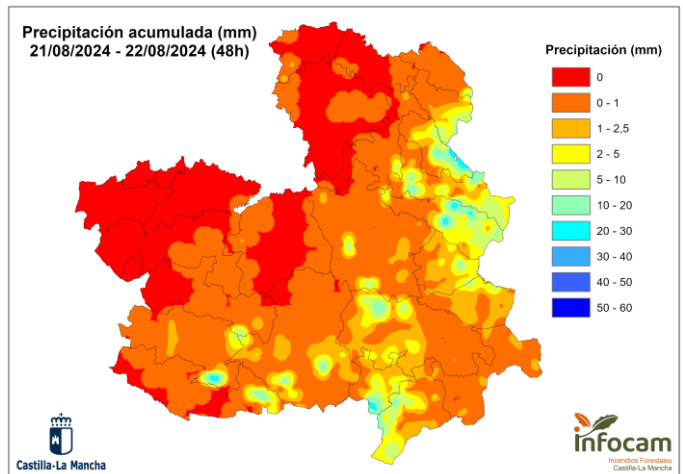 Precipitación acumulada (mm)
21/08/2024 - 22/08/2024 (48h)
Precipitación (mm)
0
0 - 1
1 - 2,5
2 - 5
5 - 10
10 - 20
20 - 30
30 - 40
40 - 50
50 - 60
Castilla-La Mancha
infocam
Incendios Forestales
Castilla-La Mancha